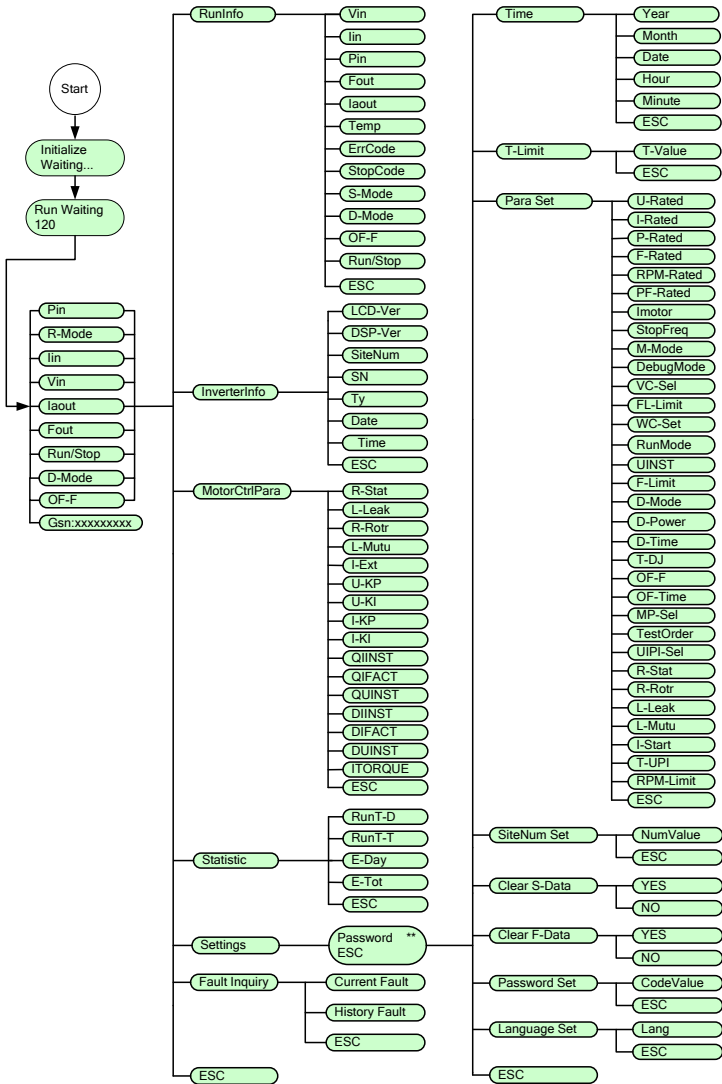 Start
Initialize
Waiting...
Run Waiting
120
Pin
R-Mode
Iin
Vin
Iaout
Fout
Run/Stop
D-Mode
OF-F
Gsn:xxxxxxxxx
RunInfo
Vin
Iin
Pin
Fout
Iaout
Temp
ErrCode
StopCode
S-Mode
D-Mode
OF-F
Run/Stop
ESC
InverterInfo
LCD-Ver
DSP-Ver
SiteNum
SN
Ty
Date
Time
ESC
MotorCtrlPara
R-Stat
L-Leak
R-Rotr
L-Mutu
I-Ext
U-KP
U-KI
I-KP
I-KI
QIINST
QIFACT
QUINST
DIINST
DIFACT
DUINST
ITORQUE
ESC
Statistic
RunT-D
RunT-T
E-Day
E-Tot
ESC
Settings
Password **
ESC
Fault Inquiry
Current Fault
History Fault
ESC
ESC
Time
Year
Month
Date
Hour
Minute
ESC
T-Limit
T-Value
ESC
Para Set
U-Rated
I-Rated
P-Rated
F-Rated
RPM-Rated
PF-Rated
Imotor
StopFreq
M-Mode
DebugMode
VC-Sel
FL-Limit
WC-Set
RunMode
UINST
F-Limit
D-Mode
D-Power
D-Time
T-DJ
OF-F
OF-Time
MP-Sel
TestOrder
UIPI-Sel
R-Stat
R-Rotr
L-Leak
L-Mutu
I-Start
T-UPI
RPM-Limit
ESC
SiteNum Set
NumValue
ESC
Clear S-Data
YES
NO
Clear F-Data
YES
NO
Password Set
CodeValue
ESC
Language Set
Lang
ESC
ESC